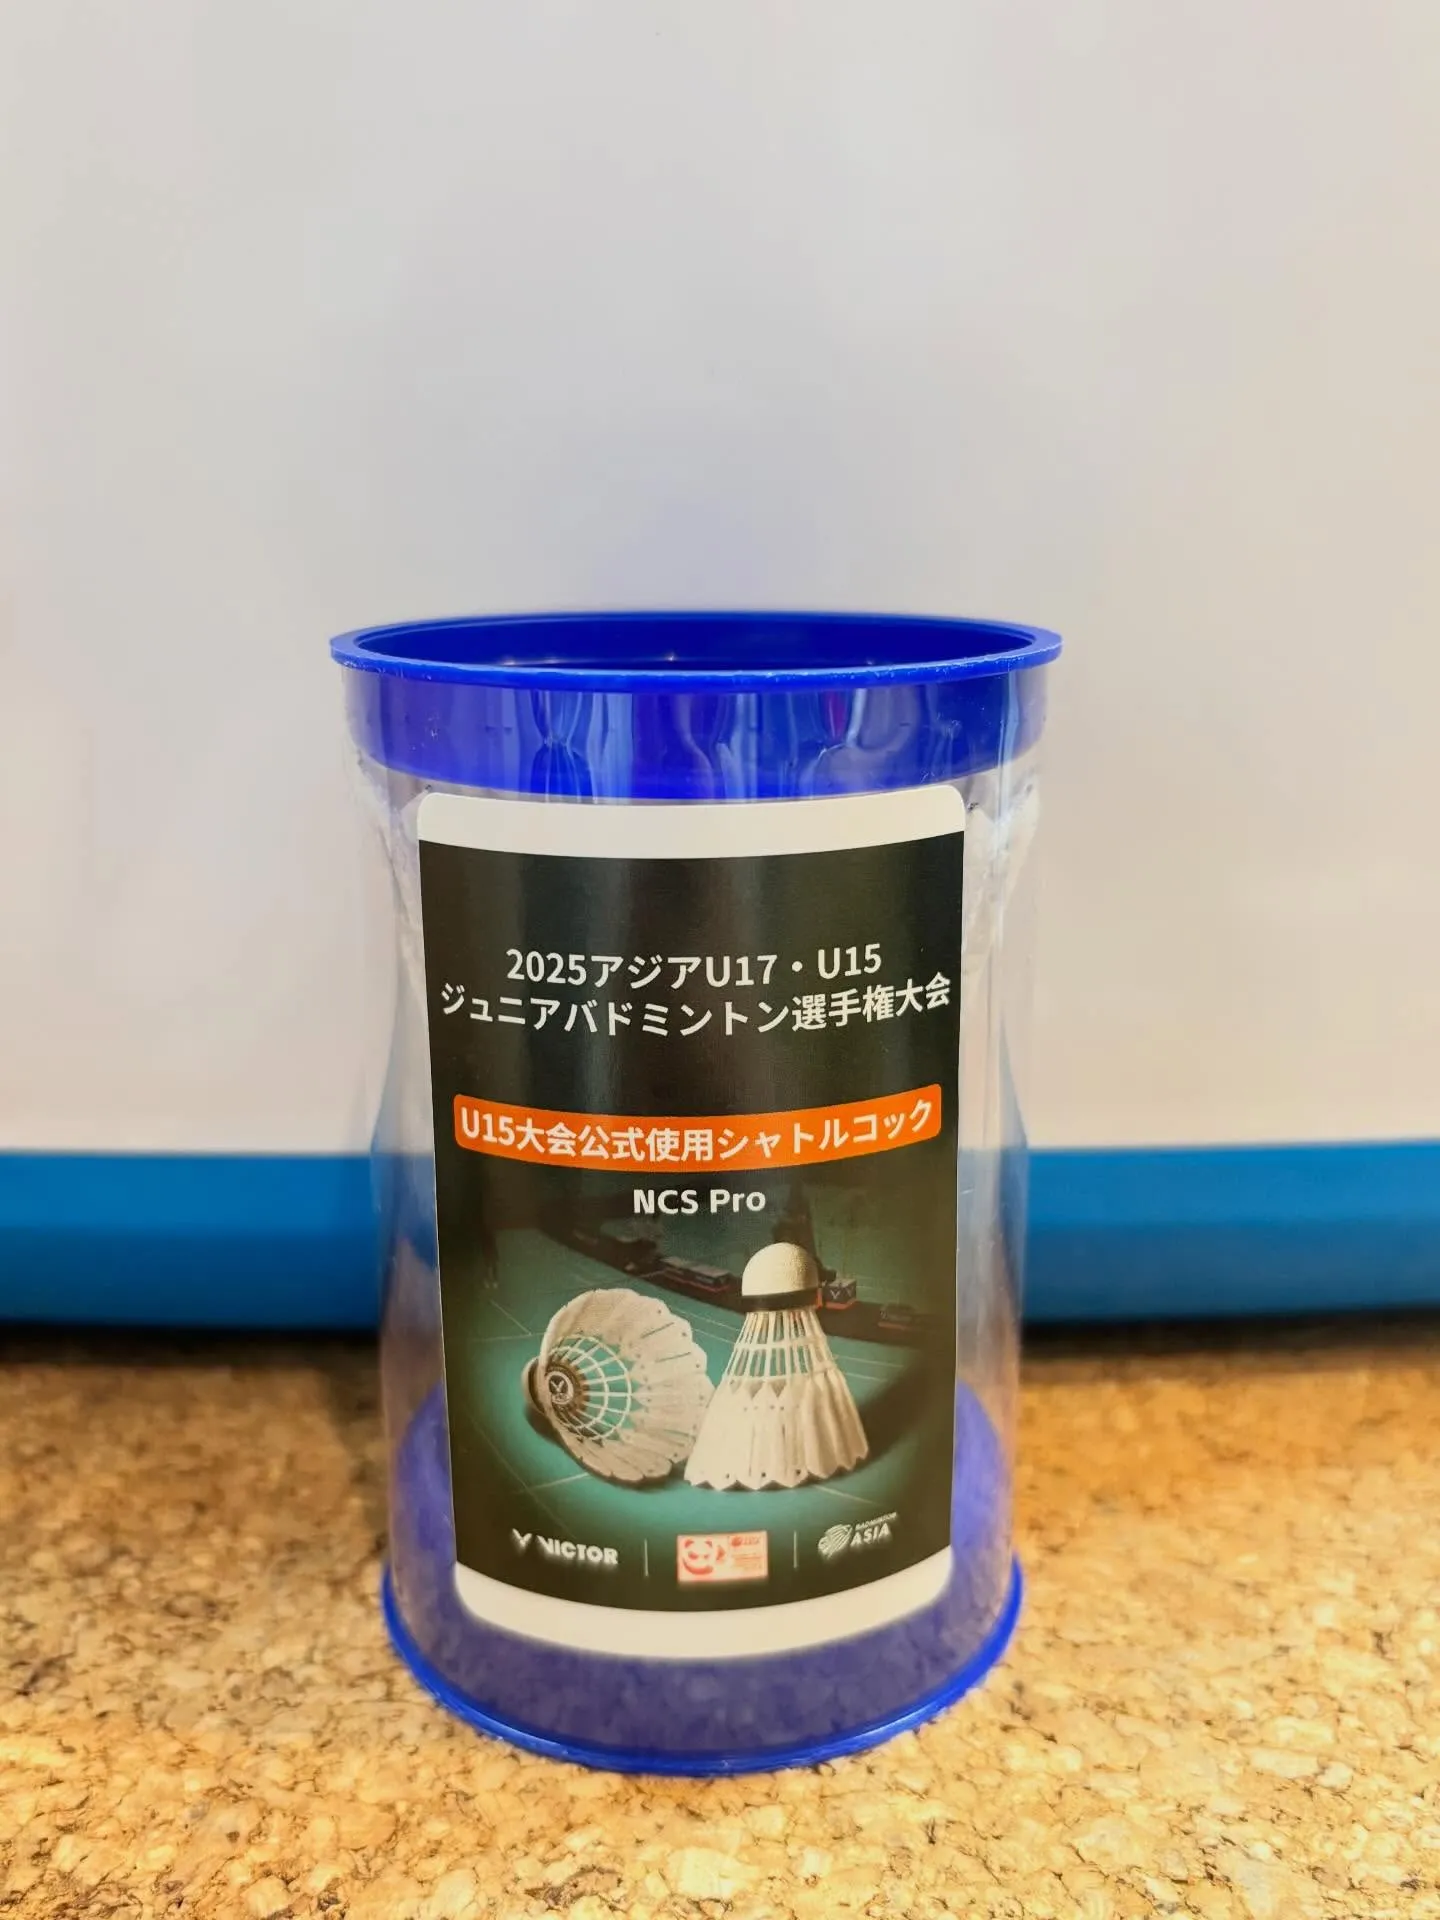 2025アジアU17・U15
ジュニアバドミントン選手権大会
U15大会公式使用シャトルコック
NCS Pro
VICTOR
BADMINTON
ASIA